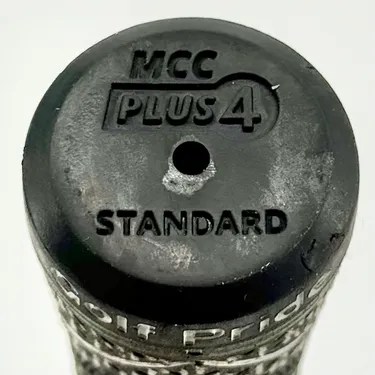 MCC
PLUS4
STANDARD
Golf Pride